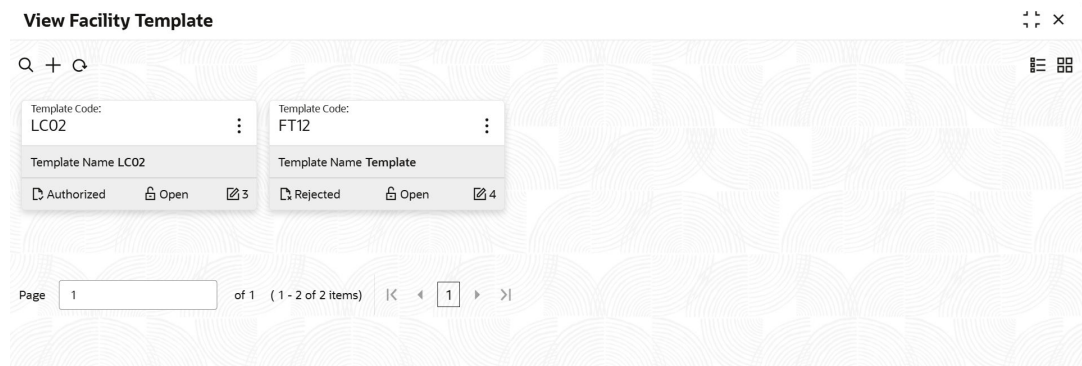 View Facility Template
Template Code:
LC02
Template Name LC02
Authorized Open 3
Template Code:
FT12
Template Name Template
Rejected Open 4
Page 1 of 1 ( 1 - 2 of 2 items) 1